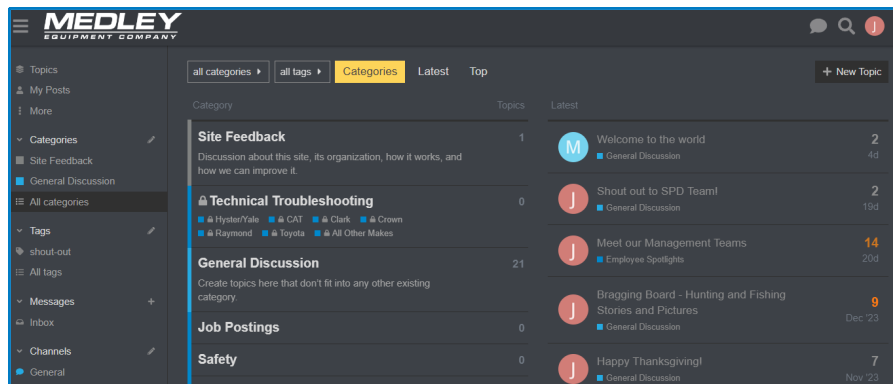 MEDLEY
EQUIPMENT COMPANY
J
Topics
My Posts
More
Categories
Site Feedback
General Discussion
All categories
Tags
shout-out
All tags
Messages
Inbox
Channels
General
all categories
all tags
Categories
Latest
Top
+ New Topic
Category Topics
Site Feedback 1
Discussion about this site, its organization, how it works, and
how we can improve it.
Technical Troubleshooting 0
Hyster/Yale CAT Clark Crown
Raymond Toyota All Other Makes
General Discussion 21
Create topics here that don't fit into any other existing
category.
Job Postings 0
Safety 0
Latest
M
Welcome to the world 2
General Discussion 4d
J
Shout out to SPD Team! 2
General Discussion 19d
J
Meet our Management Teams 14
Employee Spotlights 20d
J
Bragging Board - Hunting and Fishing
Stories and Pictures 9
General Discussion Dec '23
J
Happy Thanksgiving! 7
General Discussion Nov '23